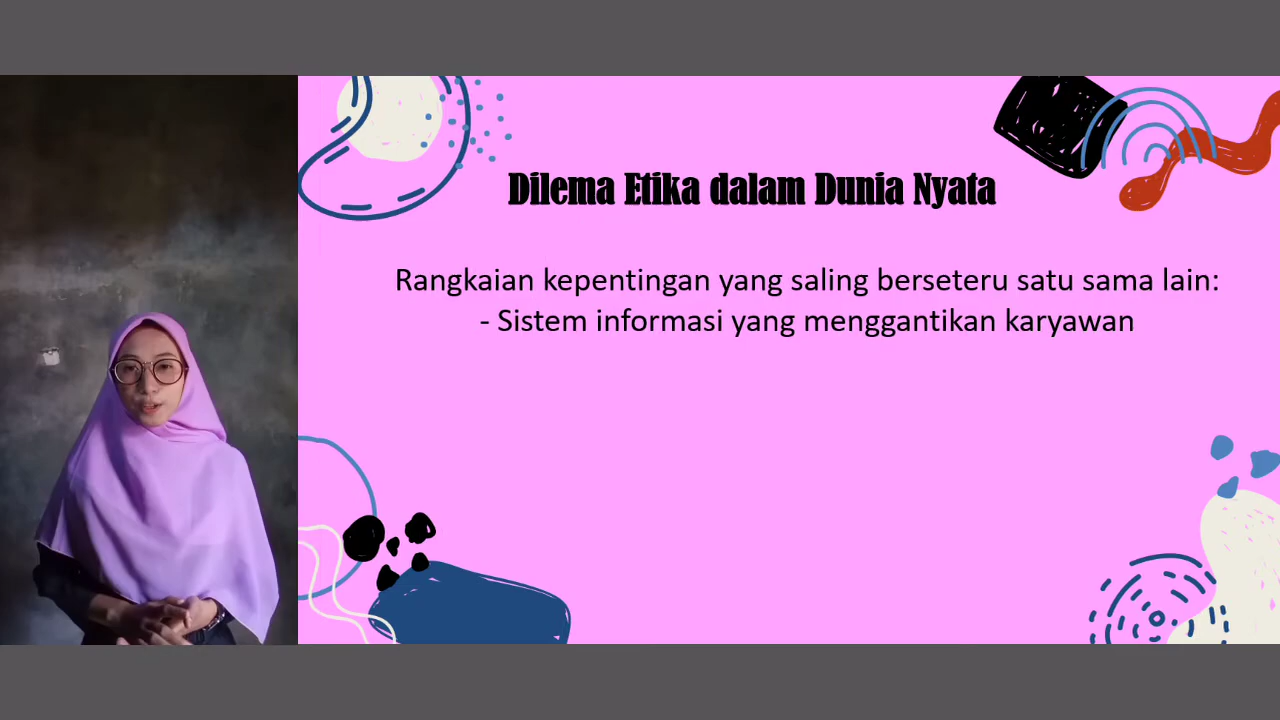 Dilema Etika dalam Dunia Nyata
Rangkaian kepentingan yang saling berseteru satu sama lain:
- Sistem informasi yang menggantikan karyawan